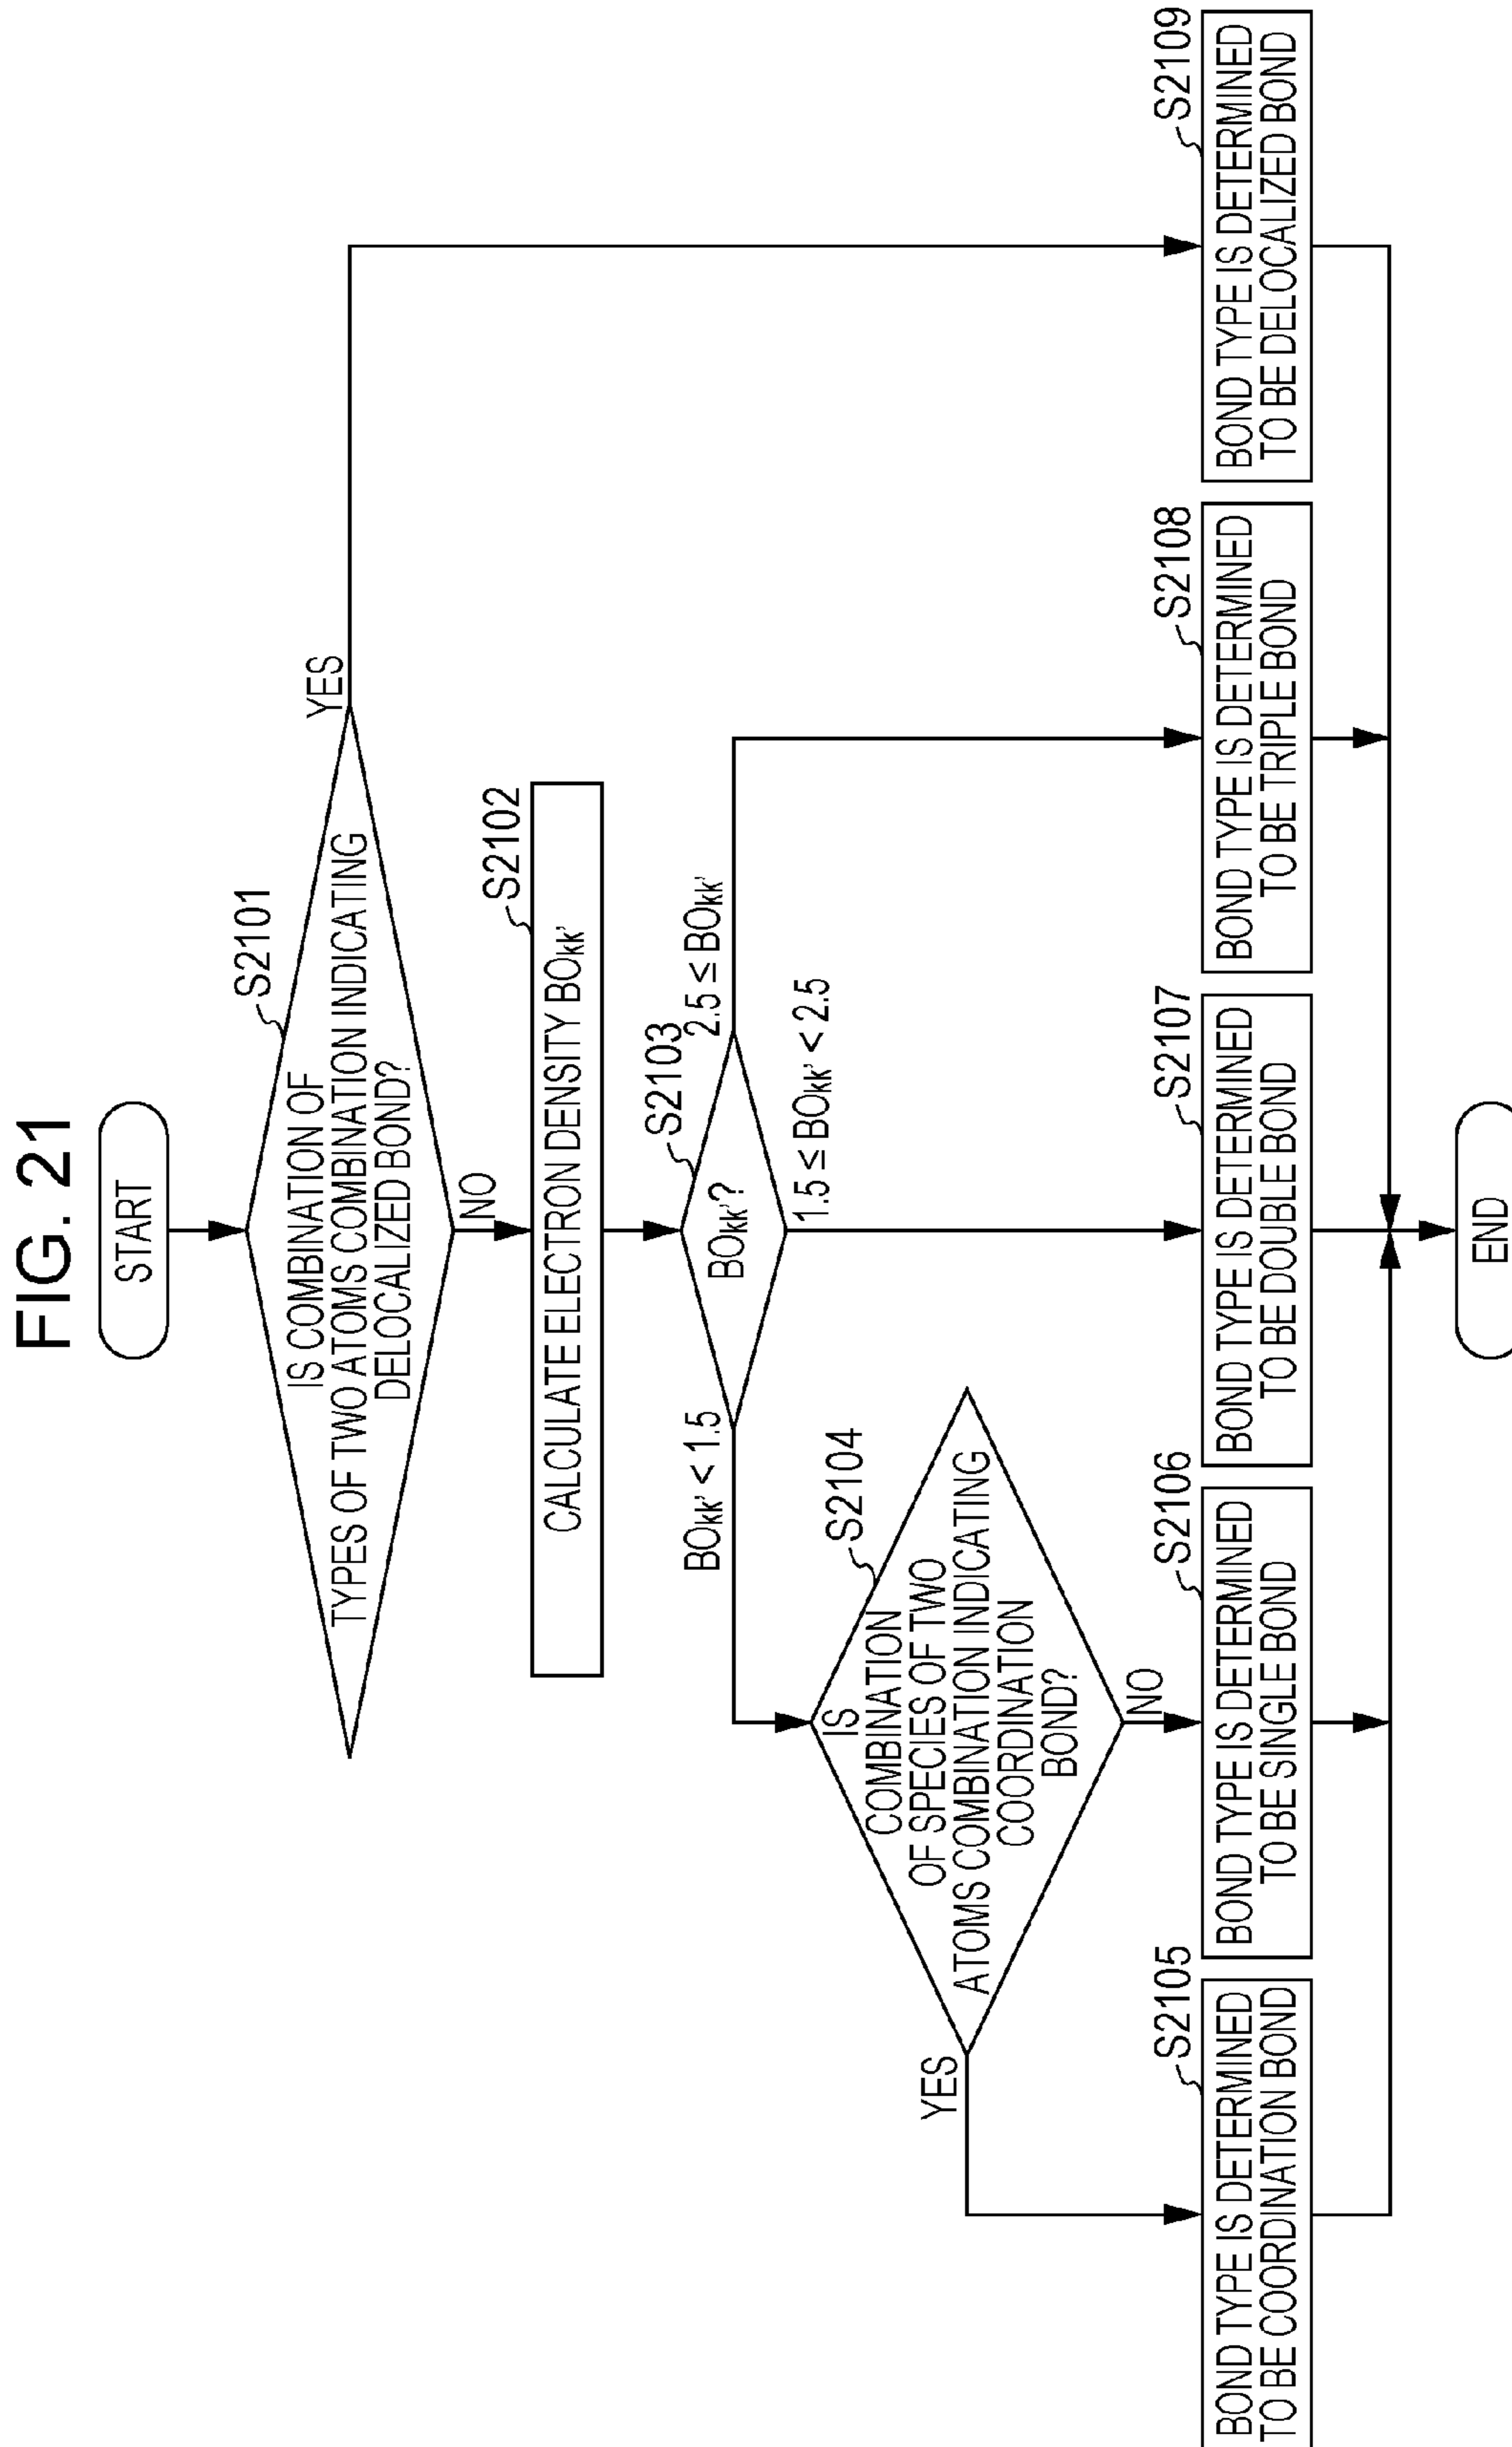 FIG. 21
START
S2101
IS COMBINATION OF
TYPES OF TWO ATOMS COMBINATION INDICATING
DELOCALIZED BOND?
YES
NO
S2102
CALCULATE ELECTRON DENSITY BOkk'
S2103
BOkk'?
BOkk' < 1.5
2.5 ≤ BOkk'
1.5 ≤ BOkk' < 2.5
S2104
IS
COMBINATION
OF SPECIES OF TWO
ATOMS COMBINATION INDICATING
COORDINATION
BOND?
YES
NO
S2105
BOND TYPE IS DETERMINED
TO BE COORDINATION BOND
S2106
BOND TYPE IS DETERMINED
TO BE SINGLE BOND
S2107
BOND TYPE IS DETERMINED
TO BE DOUBLE BOND
S2108
BOND TYPE IS DETERMINED
TO BE TRIPLE BOND
S2109
BOND TYPE IS DETERMINED
TO BE DELOCALIZED BOND
END